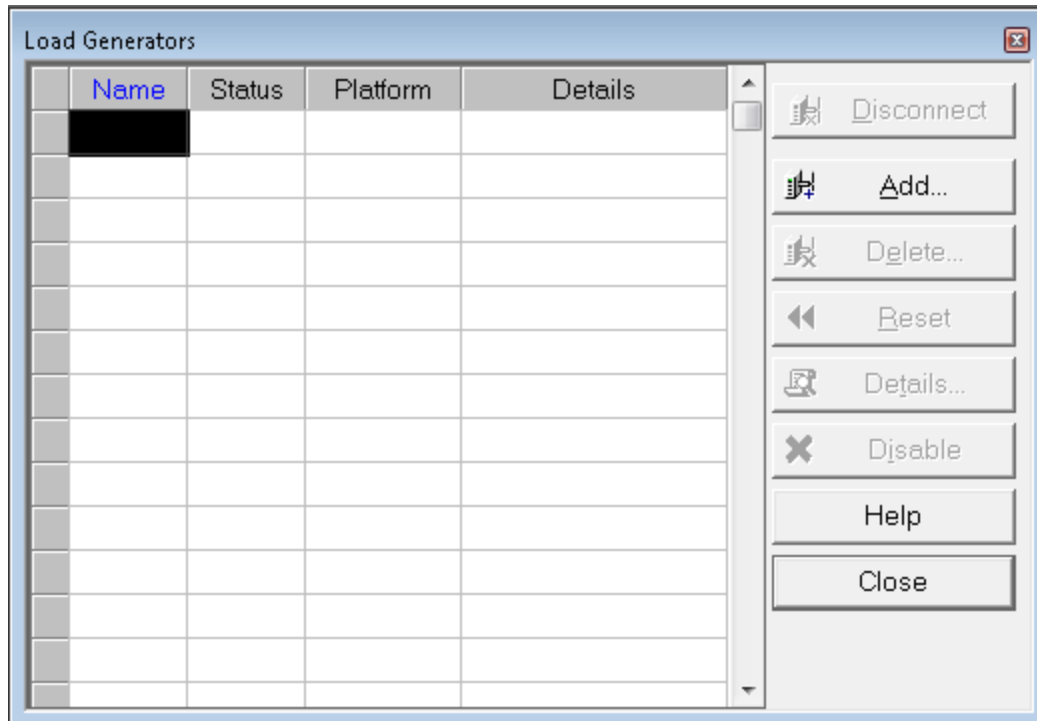 Load Generators
Name Status Platform Details
Disconnect
Add...
Delete...
Reset
Details...
Disable
Help
Close